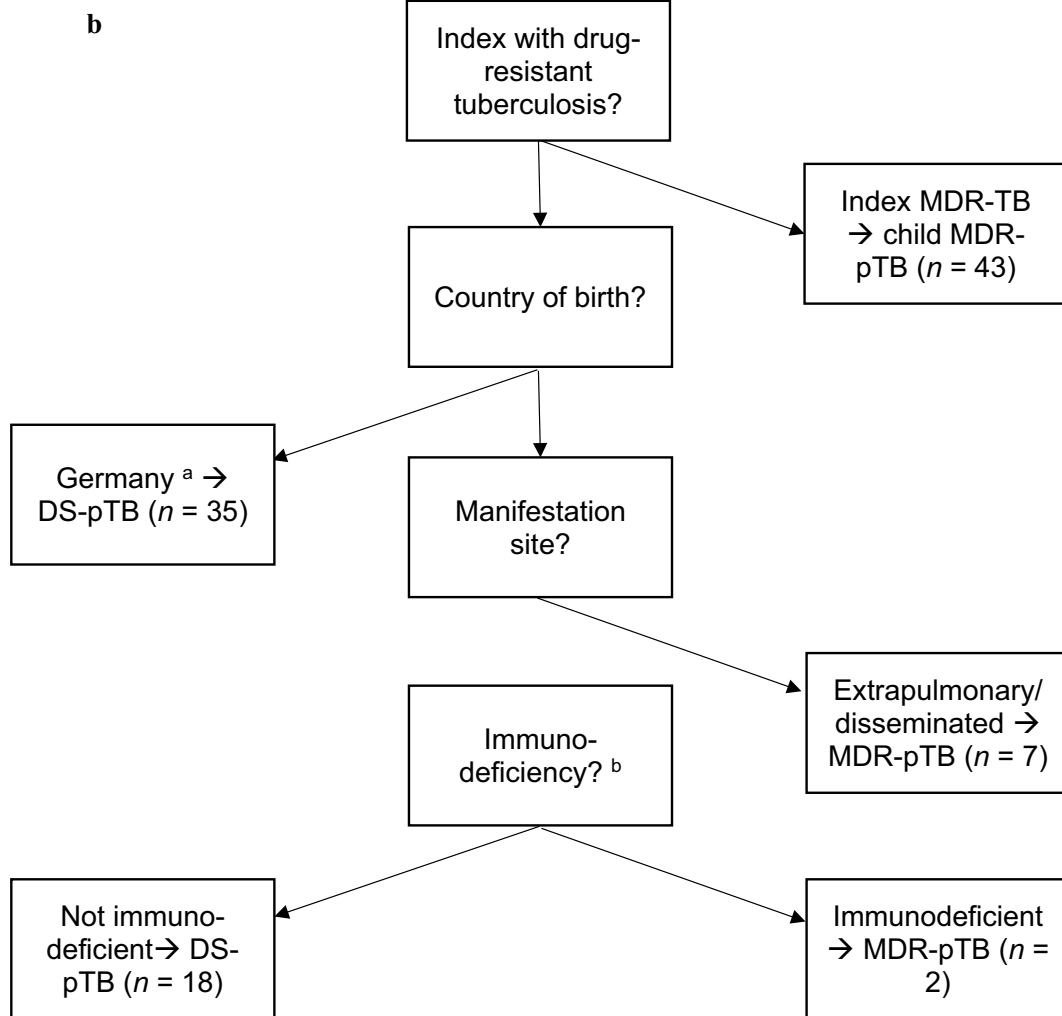 b
Index with drug-
resistant
tuberculosis?
Index MDR-TB
→ child MDR-
pTB (n = 43)
Country of birth?
Germany ᵃ →
DS-pTB (n = 35)
Manifestation
site?
Extrapulmonary/
disseminated →
MDR-pTB (n = 7)
Immuno-
deficiency? ᵇ
Not immuno-
deficient→ DS-
pTB (n = 18)
Immunodeficient
→ MDR-pTB (n =
2)